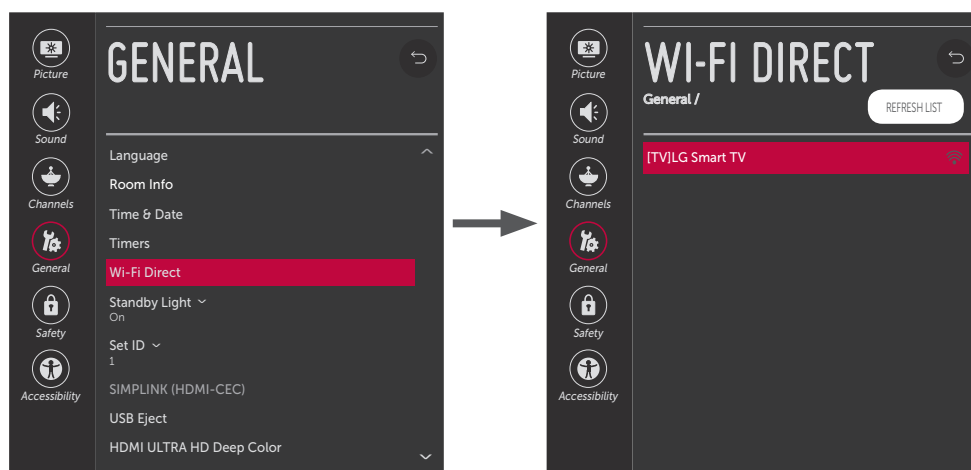 Picture
Sound
Channels
General
Safety
Accessibility
GENERAL
Language
Room Info
Time & Date
Timers
Wi-Fi Direct
Standby Light
On
Set ID
1
SIMPLINK (HDMI-CEC)
USB Eject
HDMI ULTRA HD Deep Color
Picture
Sound
Channels
General
Safety
Accessibility
WI-FI DIRECT
General /
REFRESH LIST
[TV]LG Smart TV